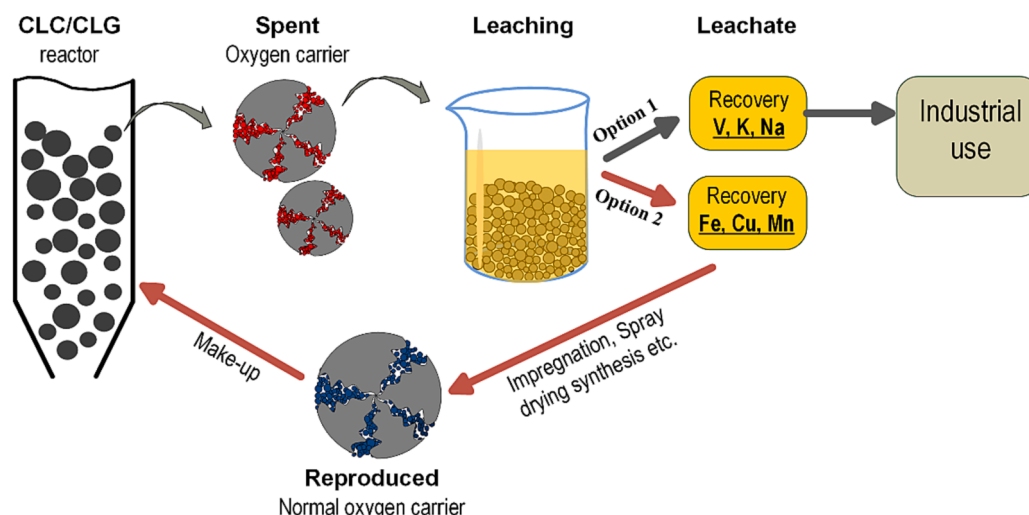 CLC/CLG
reactor
Spent
Oxygen carrier
Leaching
Leachate
Option 1
Option 2
Recovery
V, K, Na
Industrial
use
Recovery
Fe, Cu, Mn
Impregnation, Spray
drying synthesis etc.
Make-up
Reproduced
Normal oxygen carrier